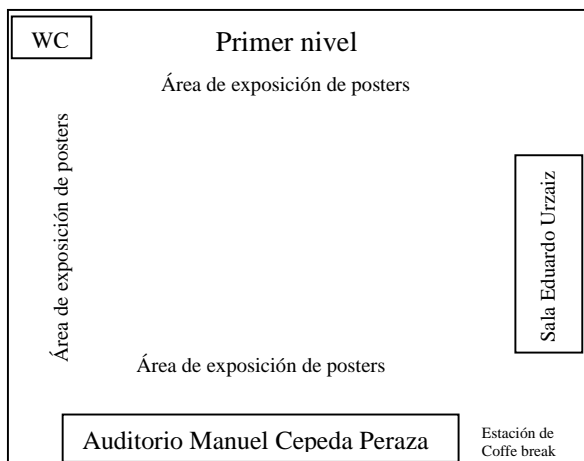 WC
Primer nivel
Área de exposición de posters
Área de exposición de posters
Sala Eduardo Urzaiz
Área de exposición de posters
Auditorio Manuel Cepeda Peraza
Estación de
Coffe break